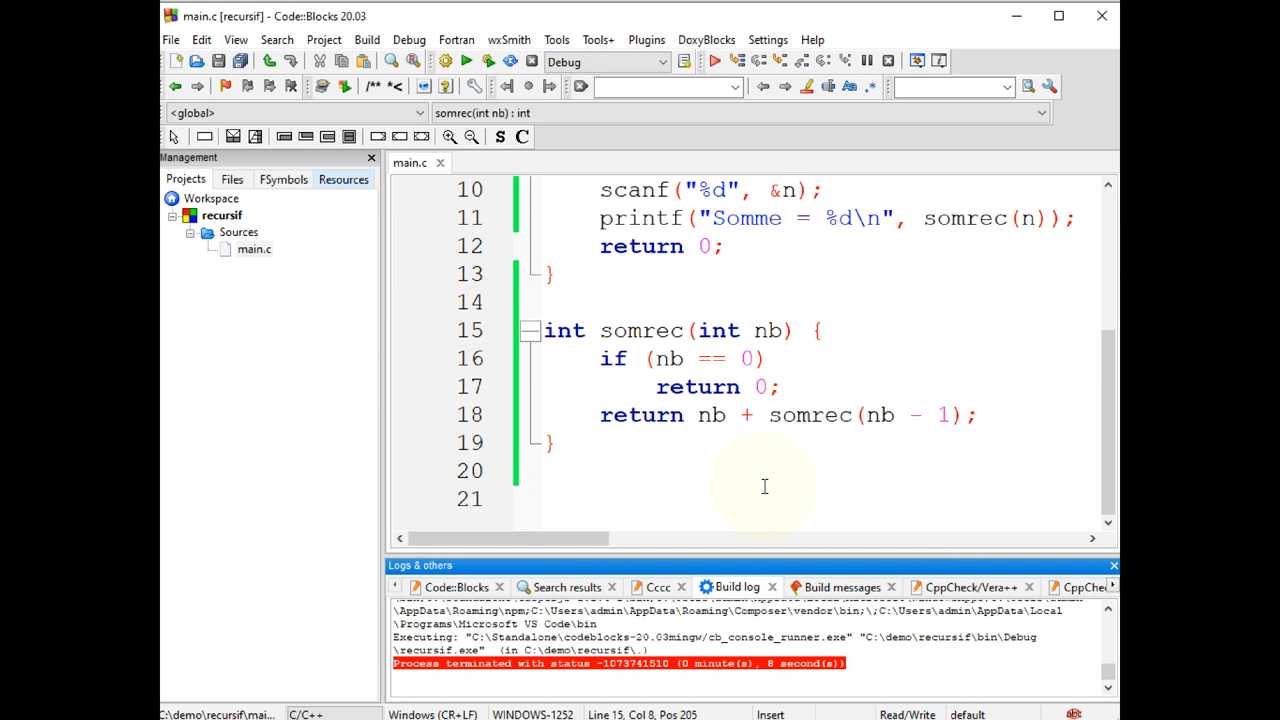 main.c [recursif] - Code::Blocks 20.03
File Edit View Search Project Build Debug Fortran wxSmith Tools Tools+ Plugins DoxyBlocks Settings Help
Debug
/** *<
<global> somrec(int nb) : int
S C
Management
Projects Files FSymbols Resources
Workspace
recursif
Sources
main.c
main.c
10 scanf("%d", &n);
11 printf("Somme = %d\n", somrec(n));
12 return 0;
13 }
14
15 int somrec(int nb) {
16 if (nb == 0)
17 return 0;
18 return nb + somrec(nb - 1);
19 }
20
21
Logs & others
Code::Blocks Search results Cccc Build log Build messages CppCheck/Vera++ CppChe
\AppData\Roaming\npm;C:\Users\admin\AppData\Roaming\Composer\vendor\bin;\;C:\Users\admin\AppData\Local
\Programs\Microsoft VS Code\bin
Executing: "C:\Standalone\codeblocks-20.03mingw/cb_console_runner.exe" "C:\demo\recursif\bin\Debug
\recursif.exe" (in C:\demo\recursif\.)
Process terminated with status -1073741510 (0 minute(s), 8 second(s))
C:\demo\recursif\mai... C/C++ Windows (CR+LF) WINDOWS-1252 Line 15, Col 8, Pos 205 Insert Read/Write default